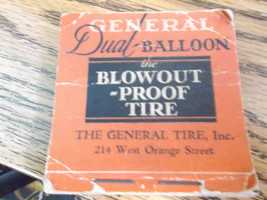 GENERAL
Dual-BALLOON
the
BLOWOUT
-PROOF
TIRE
THE GENERAL TIRE, Inc.
214 West Orange Street